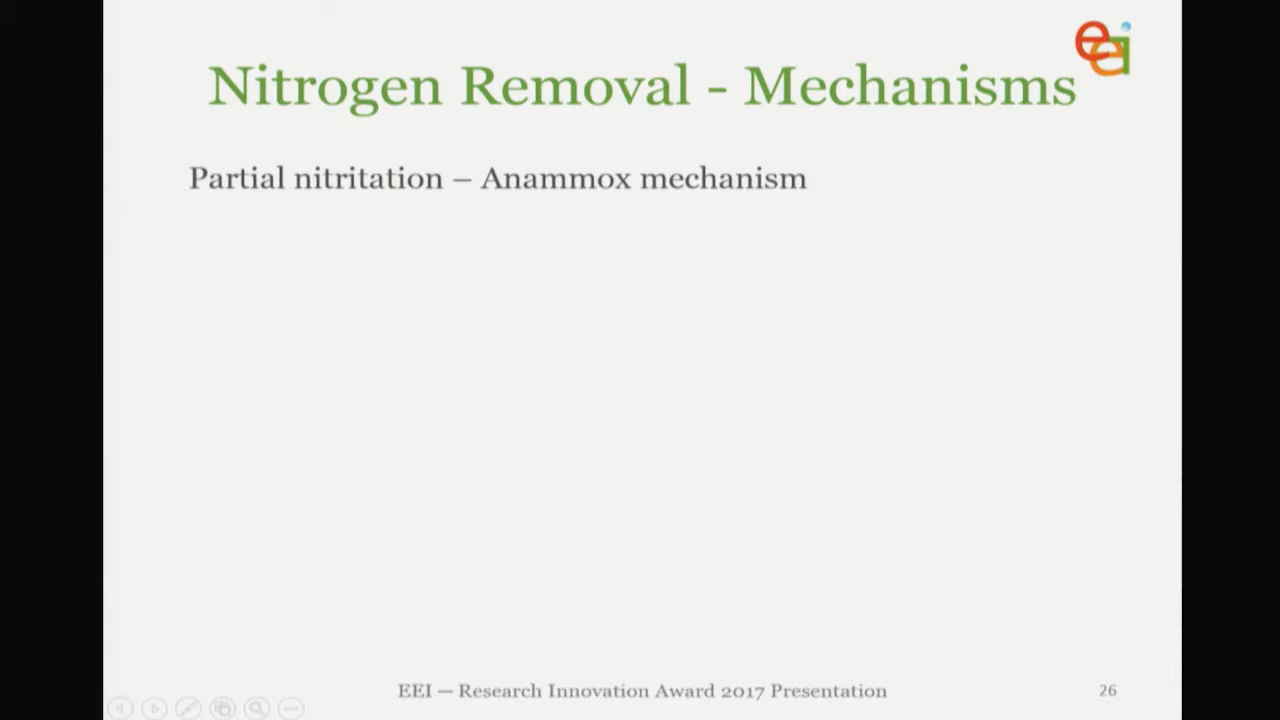 Nitrogen Removal - Mechanisms
Partial nitritation – Anammox mechanism
EEI — Research Innovation Award 2017 Presentation
26